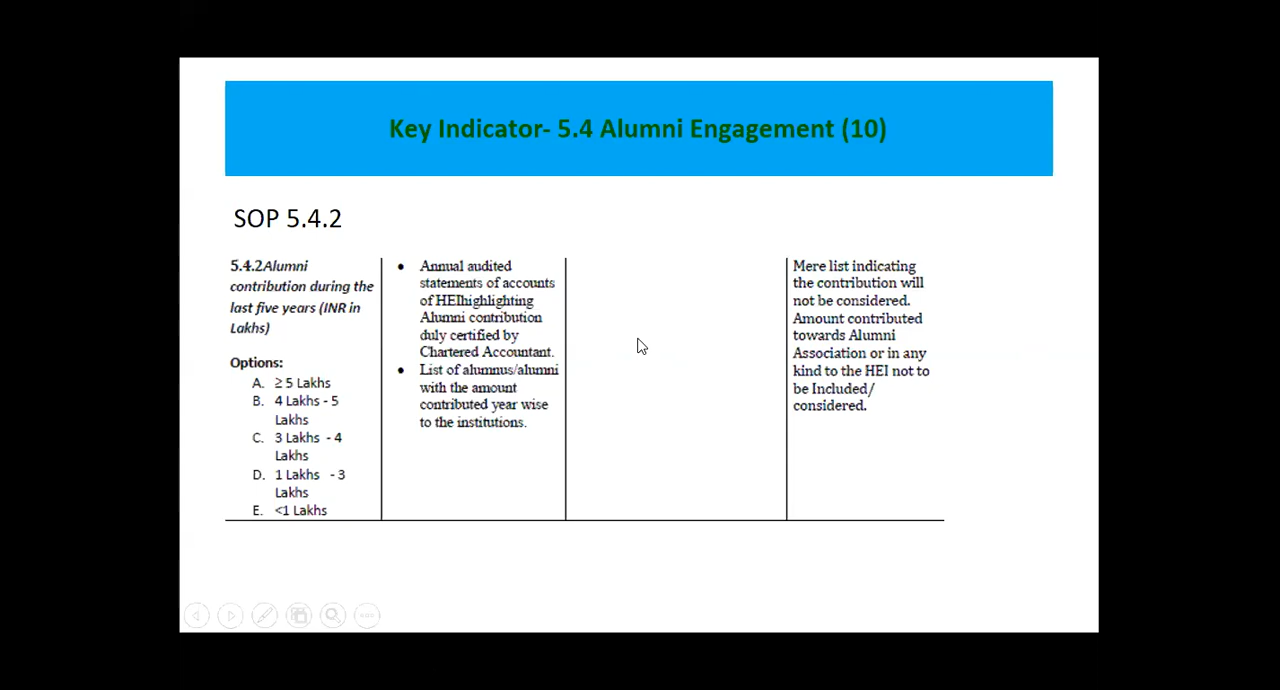 Key Indicator- 5.4 Alumni Engagement (10)
SOP 5.4.2
5.4.2Alumni
contribution during the
last five years (INR in
Lakhs)
Options:
A. ≥ 5 Lakhs
B. 4 Lakhs - 5
Lakhs
C. 3 Lakhs - 4
Lakhs
D. 1 Lakhs - 3
Lakhs
E. <1 Lakhs
• Annual audited
statements of accounts
of HEIhighlighting
Alumni contribution
duly certified by
Chartered Accountant.
• List of alumnus/alumni
with the amount
contributed year wise
to the institutions.
Mere list indicating
the contribution will
not be considered.
Amount contributed
towards Alumni
Association or in any
kind to the HEI not to
be Included/
considered.